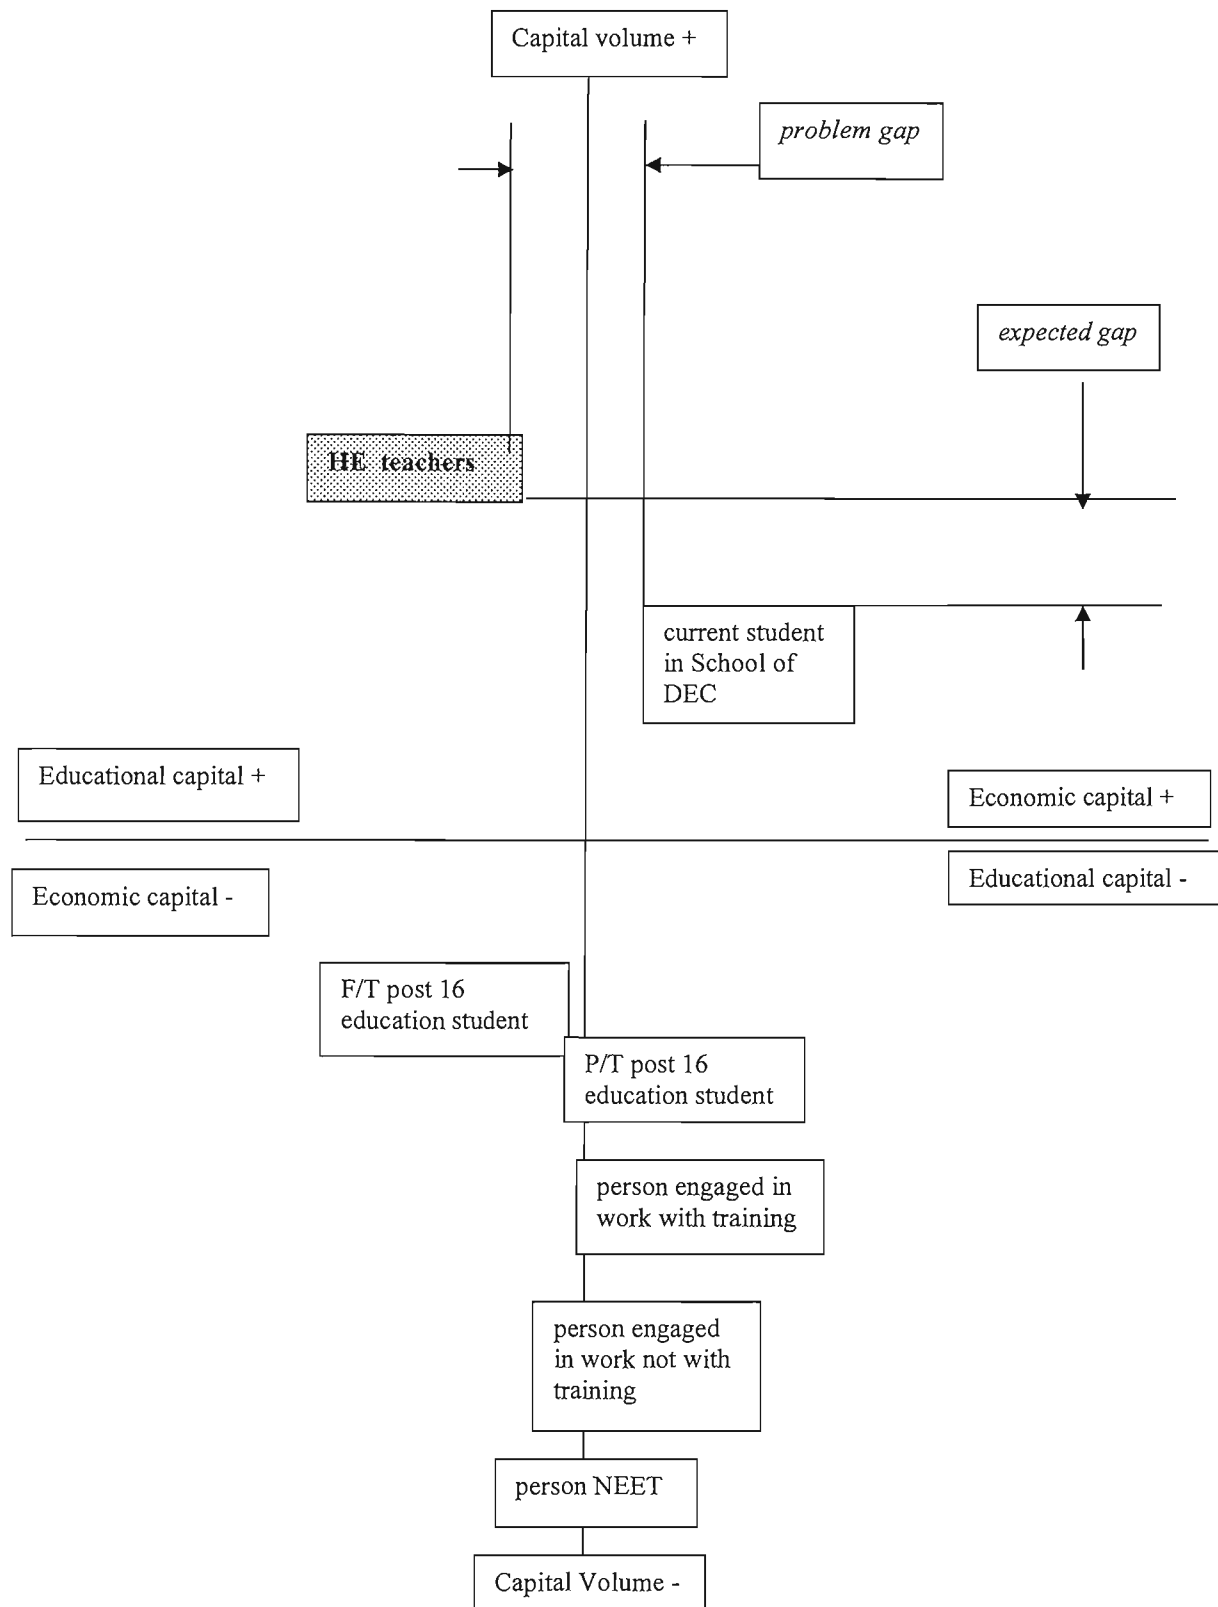 Capital volume +
problem gap
expected gap
HE teachers
current student
in School of
DEC
Educational capital +
Economic capital +
Economic capital -
Educational capital -
F/T post 16
education student
P/T post 16
education student
person engaged in
work with training
person engaged
in work not with
training
person NEET
Capital Volume -